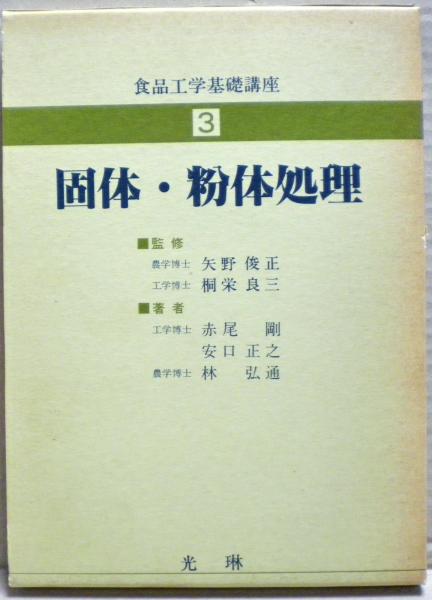 食品工学基礎講座
3
固体・粉体処理
■監修
農学博士 矢野俊正
工学博士 桐栄良三
■著者
工学博士 赤尾 剛
安口正之
農学博士 林 弘通
光琳